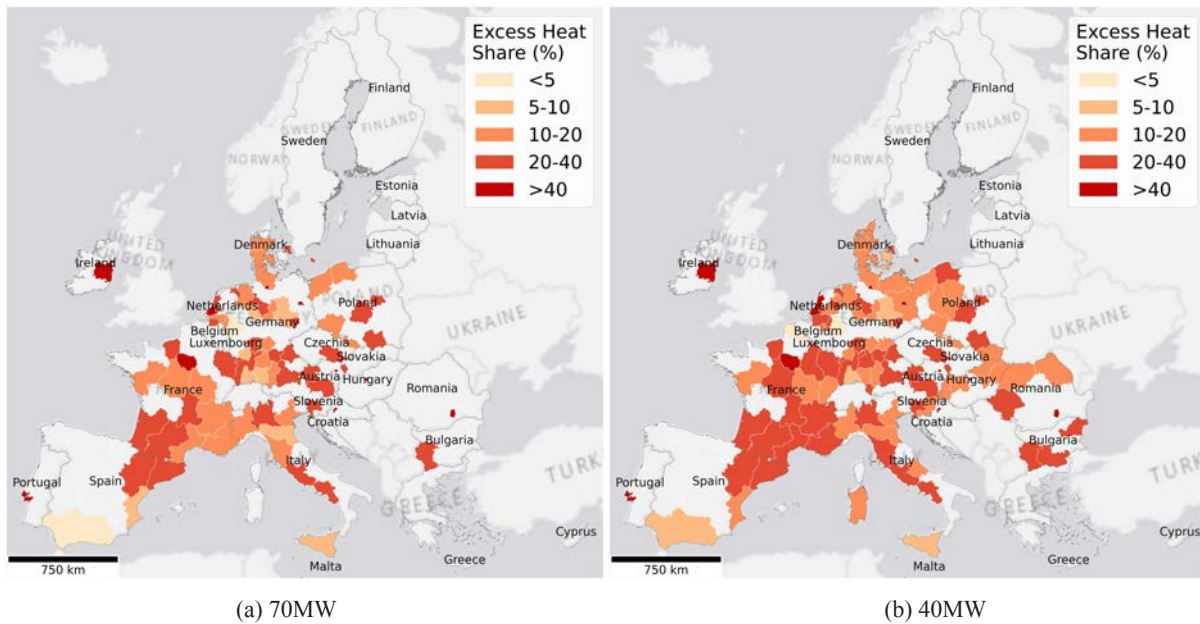 Excess Heat
Share (%)
<5
5-10
10-20
20-40
>40
Finland
FINLAND
SWEDEN
Sweden
NORWAY
Estonia
Latvia
Lithuania
Denmark
UNITED
KINGDOM
Ireland
Netherlands
POLAND
Poland
Germany
Belgium
Luxembourg
UKRAINE
Czechia
Slovakia
Austria
Hungary
France
Romania
Slovenia
Croatia
Bulgaria
Italy
Portugal
Spain
TURK
GREECE
Cyprus
Greece
Malta
750 km
(a) 70MW
Excess Heat
Share (%)
<5
5-10
10-20
20-40
>40
Finland
FINLAND
SWEDEN
Sweden
NORWAY
Estonia
Latvia
Lithuania
Denmark
UNITED
KINGDOM
Ireland
Netherlands
Poland
Germany
Belgium
Luxembourg
UKRAINE
Czechia
Slovakia
Austria
Hungary
France
Romania
Slovenia
Croatia
Bulgaria
Italy
Portugal
Spain
TURK
GREECE
Cyprus
Greece
Malta
750 km
(b) 40MW